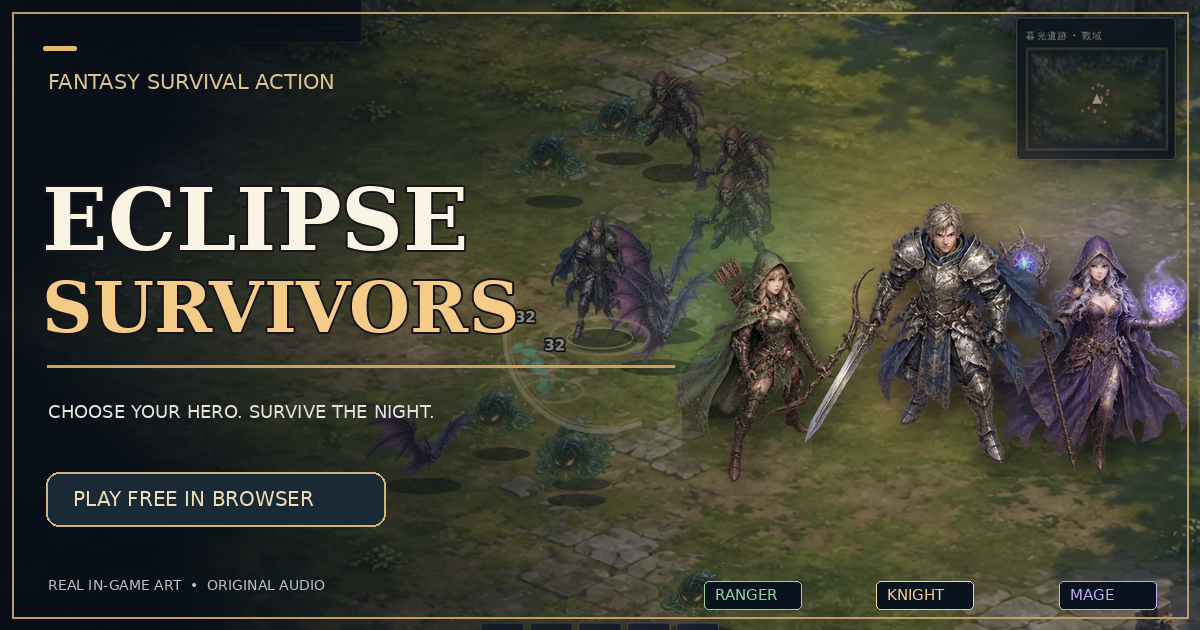 FANTASY SURVIVAL ACTION
暮光遺跡 • 戰域
ECLIPSE
SURVIVORS
32
32
CHOOSE YOUR HERO. SURVIVE THE NIGHT.
PLAY FREE IN BROWSER
REAL IN-GAME ART • ORIGINAL AUDIO
RANGER
KNIGHT
MAGE